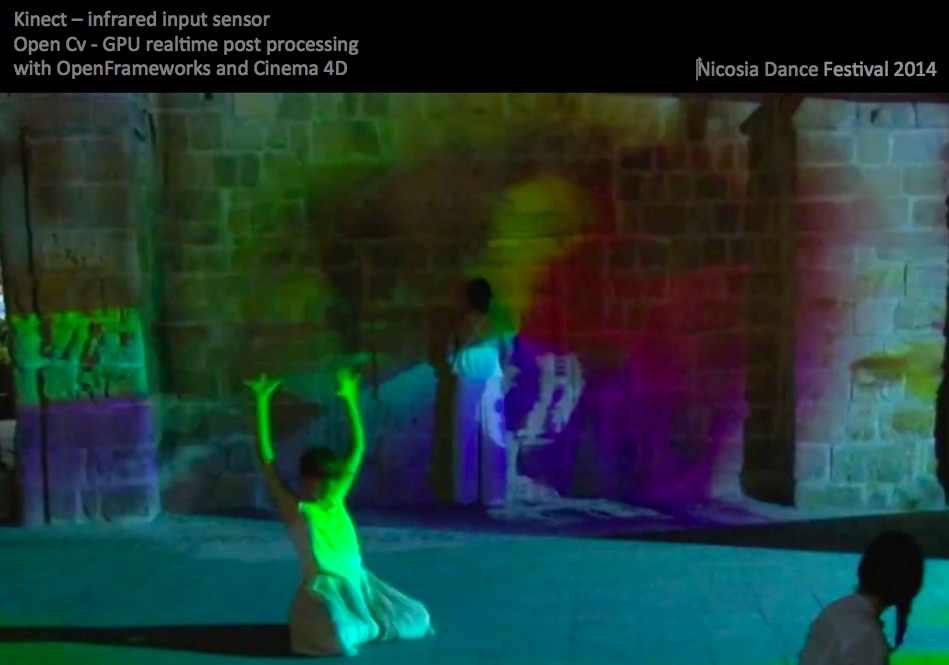 Kinect – infrared input sensor
Open Cv - GPU realtime post processing
with OpenFrameworks and Cinema 4D
Nicosia Dance Festival 2014